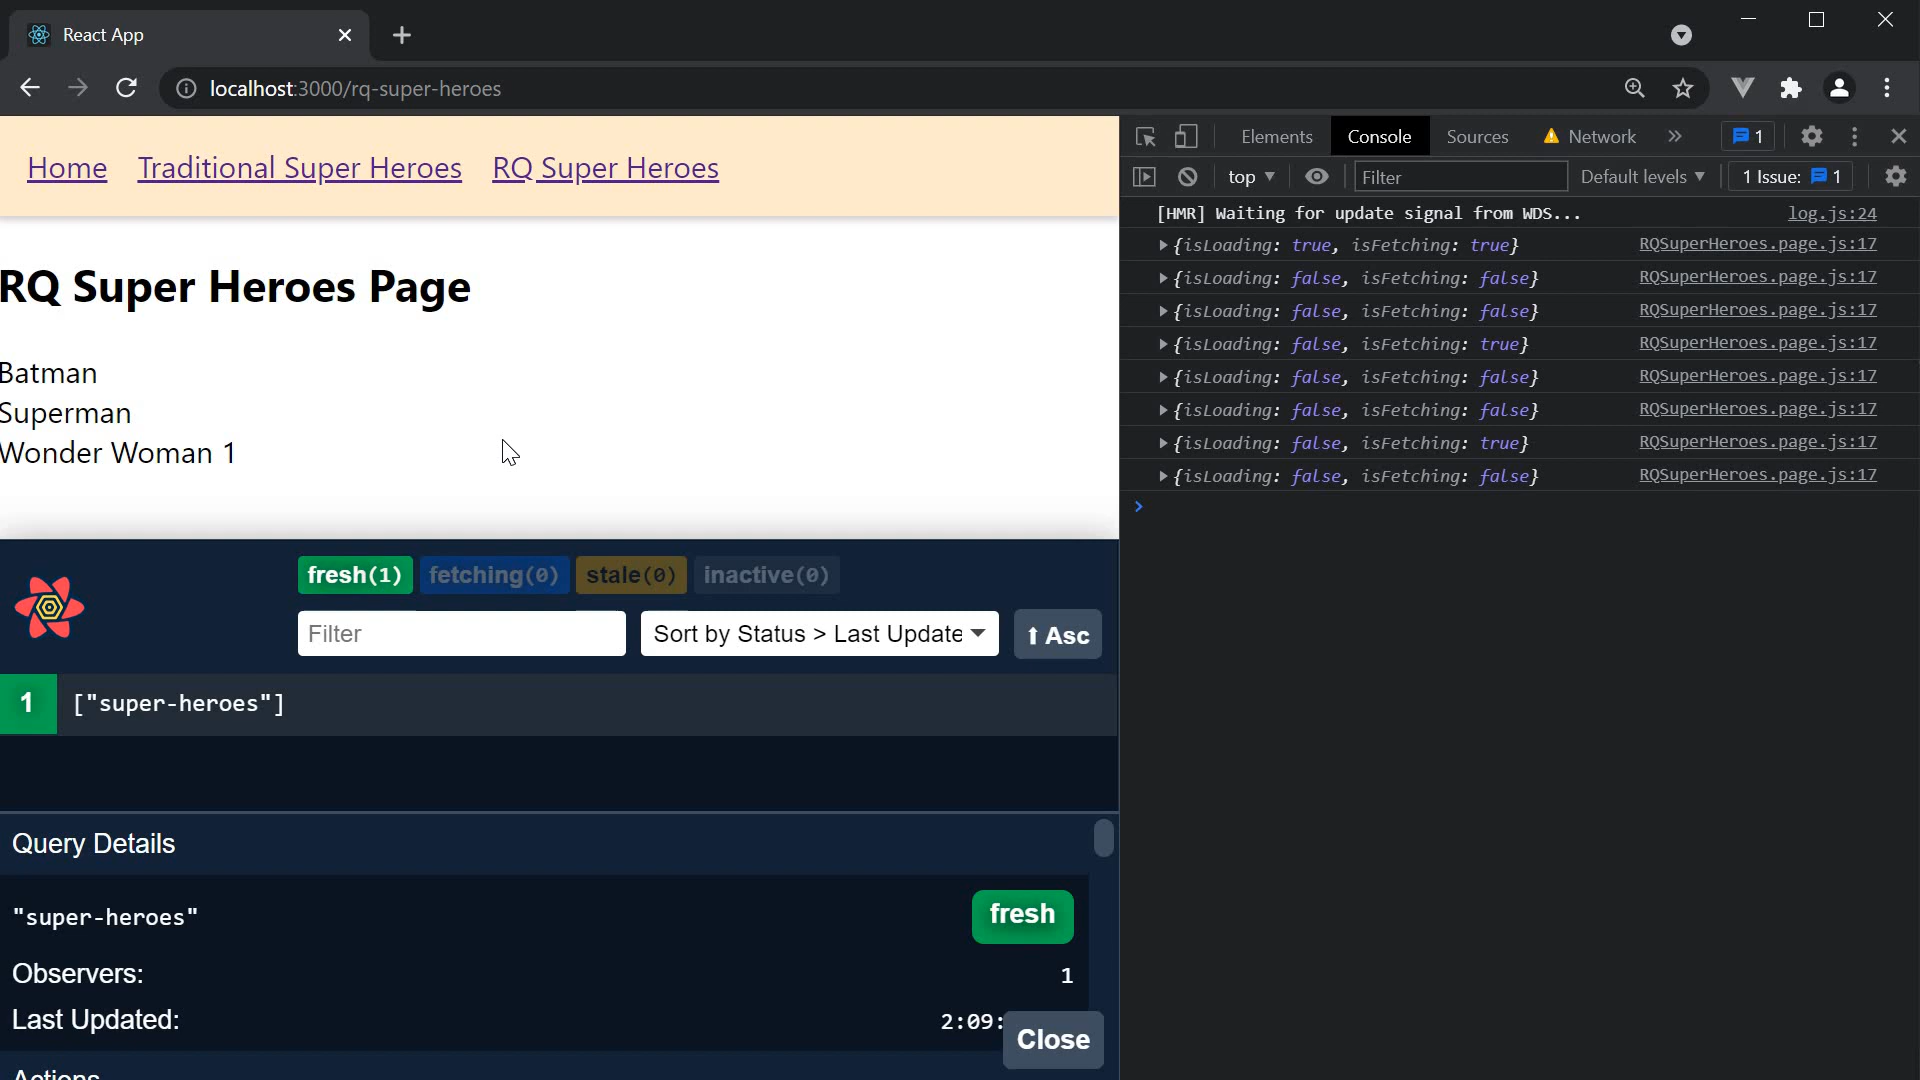 React App
localhost:3000/rq-super-heroes
Home Traditional Super Heroes RQ Super Heroes
RQ Super Heroes Page
Batman
Superman
Wonder Woman 1
fresh(1) fetching(0) stale(0) inactive(0)
Filter Sort by Status > Last Update ⬆ Asc
1 ["super-heroes"]
Query Details
"super-heroes" fresh
Observers: 1
Last Updated: 2:09:
Close
Actions
Elements Console Sources Network » 1
top Filter Default levels 1 Issue: 1
[HMR] Waiting for update signal from WDS... log.js:24
{isLoading: true, isFetching: true} RQSuperHeroes.page.js:17
{isLoading: false, isFetching: false} RQSuperHeroes.page.js:17
{isLoading: false, isFetching: false} RQSuperHeroes.page.js:17
{isLoading: false, isFetching: true} RQSuperHeroes.page.js:17
{isLoading: false, isFetching: false} RQSuperHeroes.page.js:17
{isLoading: false, isFetching: false} RQSuperHeroes.page.js:17
{isLoading: false, isFetching: true} RQSuperHeroes.page.js:17
{isLoading: false, isFetching: false} RQSuperHeroes.page.js:17